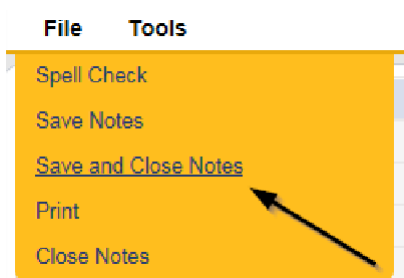 File Tools
Spell Check
Save Notes
Save and Close Notes
Print
Close Notes